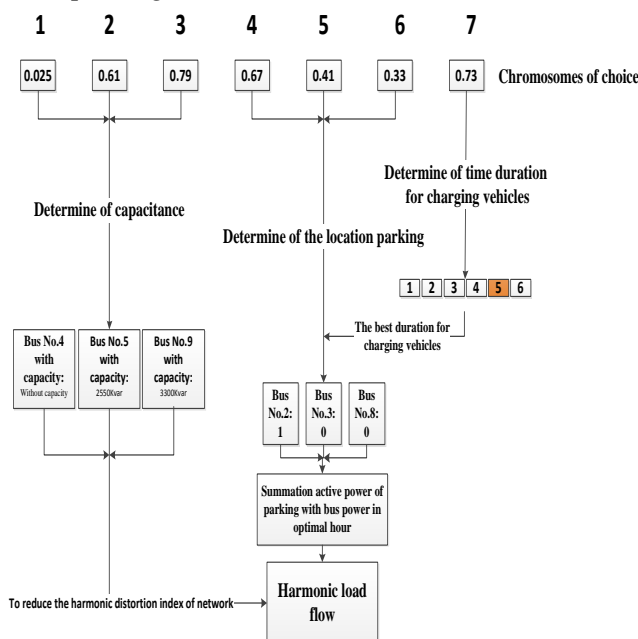 1 2 3 4 5 6 7
0.025 0.61 0.79 0.67 0.41 0.33 0.73 Chromosomes of choice
Determine of time duration
for charging vehicles
Determine of capacitance
Determine of the location parking
1 2 3 4 5 6
The best duration for
charging vehicles
Bus No.4
with
capacity:
Without capacity
Bus No.5
with
capacity:
2550Kvar
Bus No.9
with
capacity:
3300Kvar
Bus
No.2:
1
Bus
No.3:
0
Bus
No.8:
0
Summation active power of
parking with bus power in
optimal hour
To reduce the harmonic distortion index of network
Harmonic load
flow